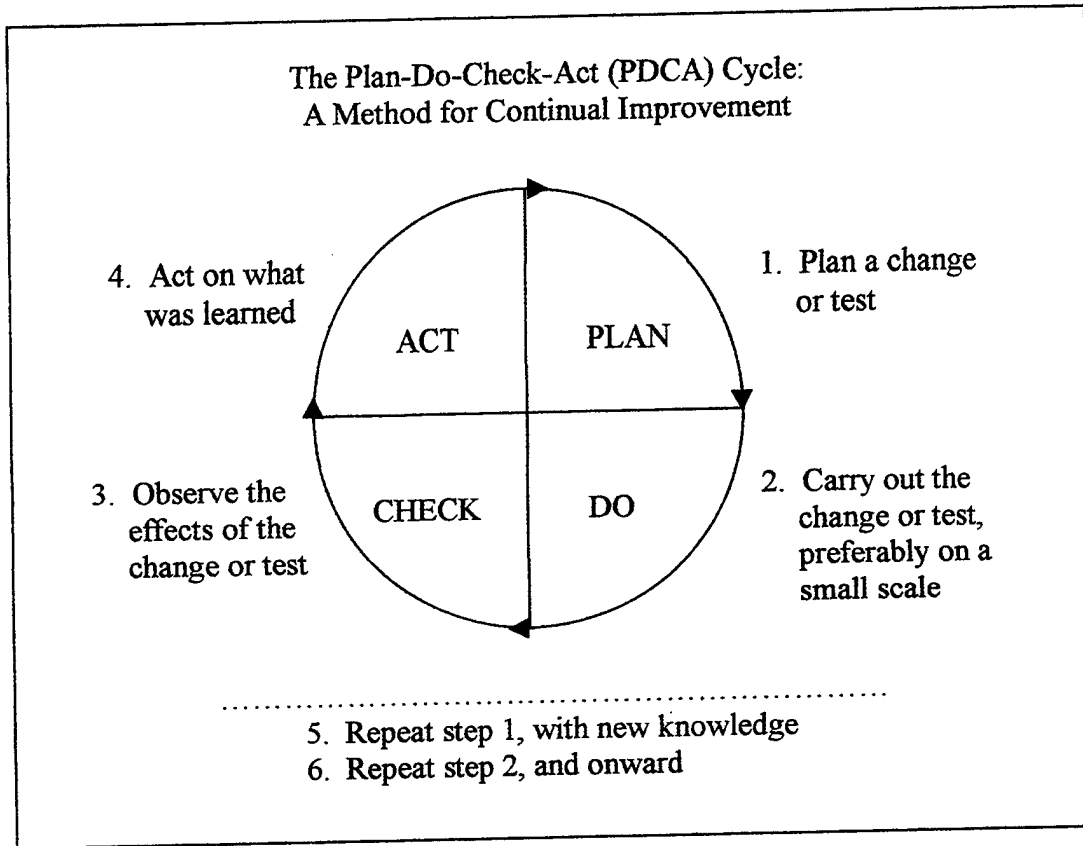 The Plan-Do-Check-Act (PDCA) Cycle:
A Method for Continual Improvement
4. Act on what
was learned
1. Plan a change
or test
ACT
PLAN
CHECK
DO
3. Observe the
effects of the
change or test
2. Carry out the
change or test,
preferably on a
small scale
5. Repeat step 1, with new knowledge
6. Repeat step 2, and onward